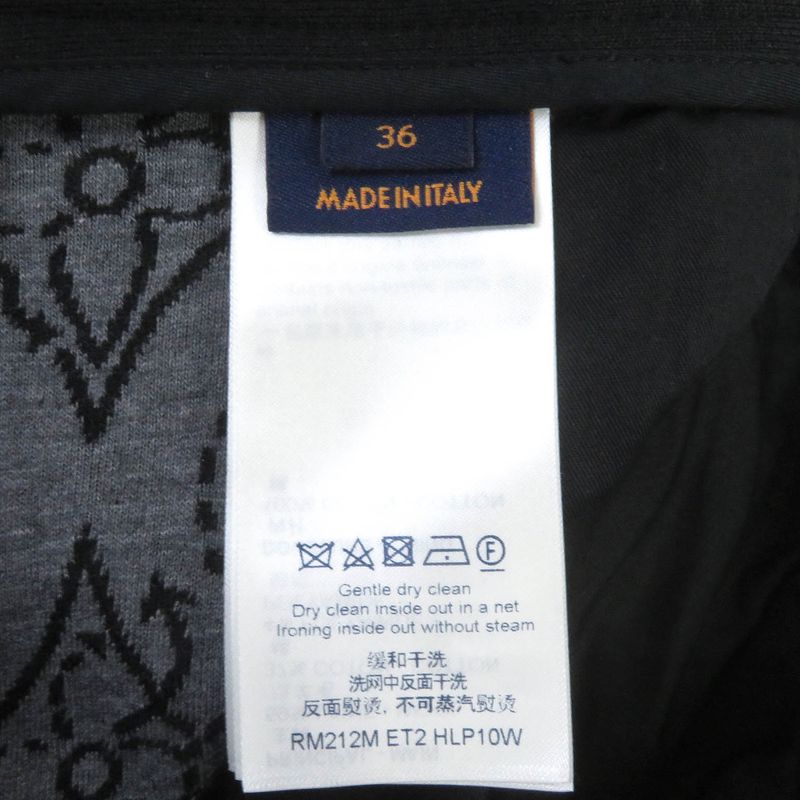 36
MADE IN ITALY
F
Gentle dry clean
Dry clean inside out in a net
Ironing inside out without steam
缓和干洗
洗网中反面干洗
反面熨烫, 不可蒸汽熨烫
RM212M ET2 HLP10W